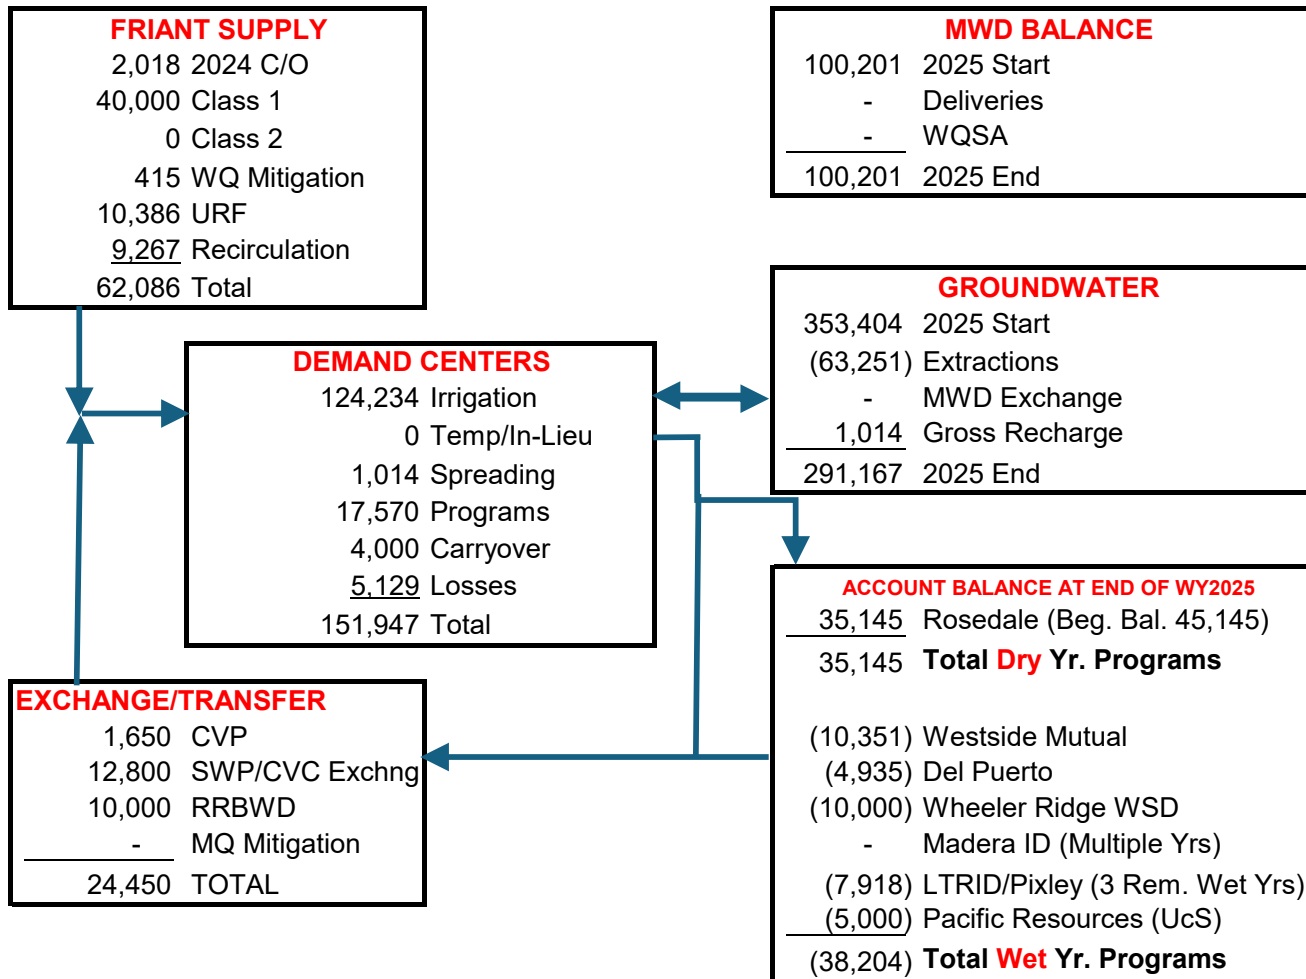 FRIANT SUPPLY
2,018 2024 C/O
40,000 Class 1
0 Class 2
415 WQ Mitigation
10,386 URF
9,267 Recirculation
62,086 Total
MWD BALANCE
100,201 2025 Start
- Deliveries
- WQSA
100,201 2025 End
GROUNDWATER
353,404 2025 Start
(63,251) Extractions
- MWD Exchange
1,014 Gross Recharge
291,167 2025 End
DEMAND CENTERS
124,234 Irrigation
0 Temp/In-Lieu
1,014 Spreading
17,570 Programs
4,000 Carryover
5,129 Losses
151,947 Total
ACCOUNT BALANCE AT END OF WY2025
35,145 Rosedale (Beg. Bal. 45,145)
35,145 Total Dry Yr. Programs
(10,351) Westside Mutual
(4,935) Del Puerto
(10,000) Wheeler Ridge WSD
- Madera ID (Multiple Yrs)
(7,918) LTRID/Pixley (3 Rem. Wet Yrs)
(5,000) Pacific Resources (UcS)
(38,204) Total Wet Yr. Programs
EXCHANGE/TRANSFER
1,650 CVP
12,800 SWP/CVC Exchng
10,000 RRBWD
- MQ Mitigation
24,450 TOTAL